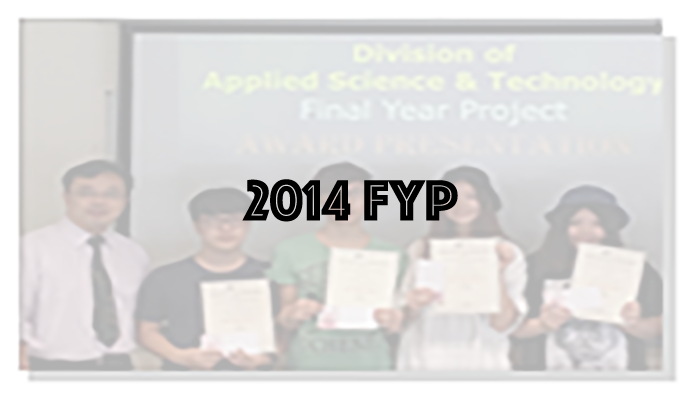 Division of
Applied Science & Technology
Final Year Project
AWARD PRESENTATION
2014 FYP